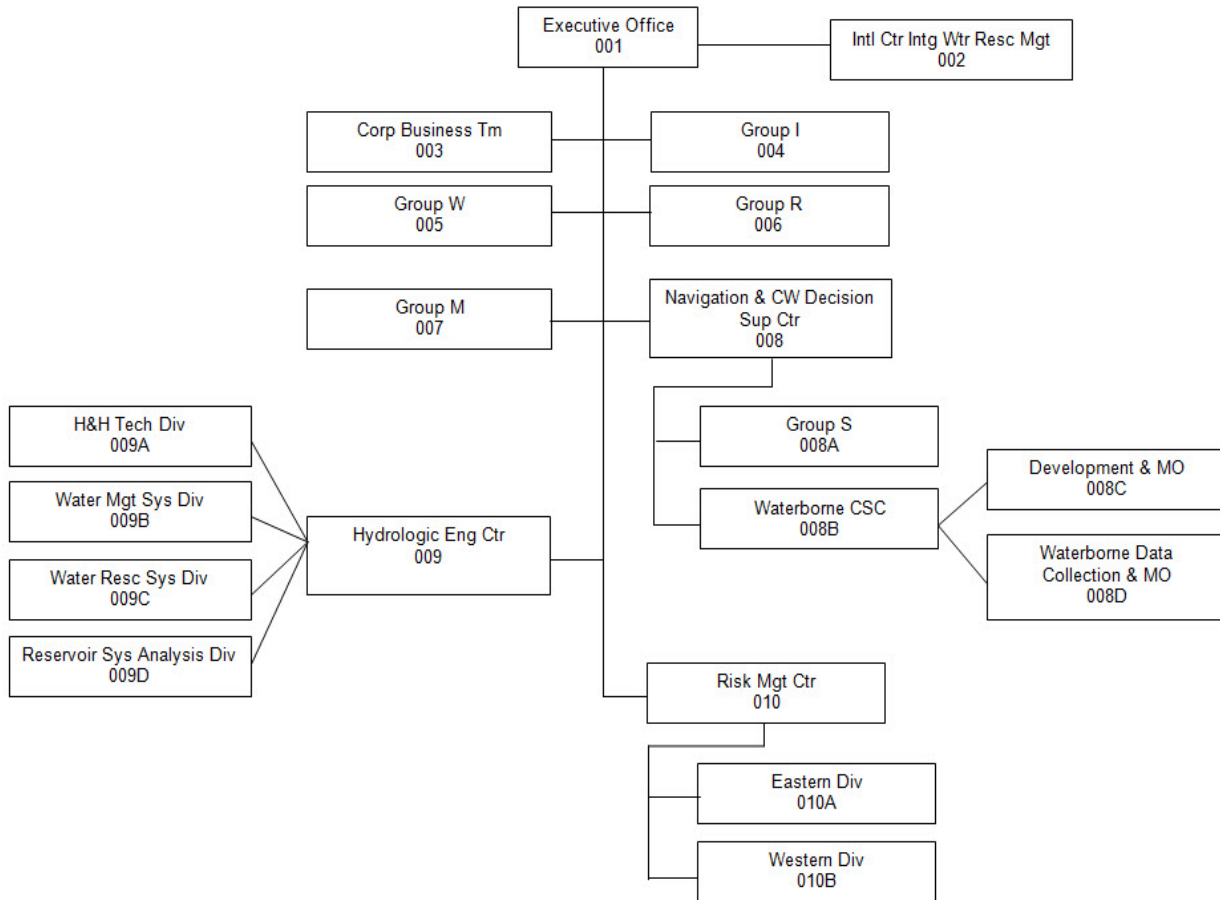 Executive Office
001
Intl Ctr Intg Wtr Resc Mgt
002
Corp Business Tm
003
Group I
004
Group W
005
Group R
006
Group M
007
Navigation & CW Decision
Sup Ctr
008
H&H Tech Div
009A
Group S
008A
Development & MO
008C
Water Mgt Sys Div
009B
Waterborne CSC
008B
Hydrologic Eng Ctr
009
Waterborne Data
Collection & MO
008D
Water Resc Sys Div
009C
Reservoir Sys Analysis Div
009D
Risk Mgt Ctr
010
Eastern Div
010A
Western Div
010B